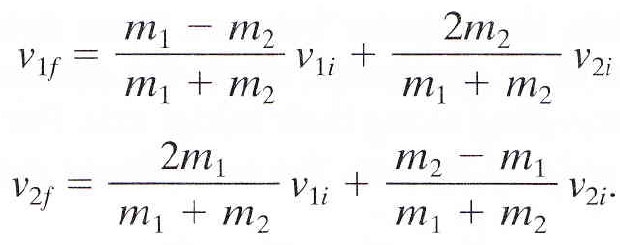 v_{1f} = \frac{m_1 - m_2}{m_1 + m_2} v_{1i} + \frac{2m_2}{m_1 + m_2} v_{2i}
v_{2f} = \frac{2m_1}{m_1 + m_2} v_{1i} + \frac{m_2 - m_1}{m_1 + m_2} v_{2i}.